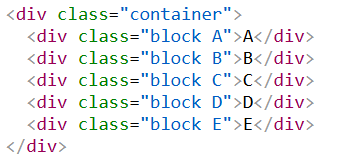 <div class="container">
  <div class="block A">A</div>
  <div class="block B">B</div>
  <div class="block C">C</div>
  <div class="block D">D</div>
  <div class="block E">E</div>
</div>